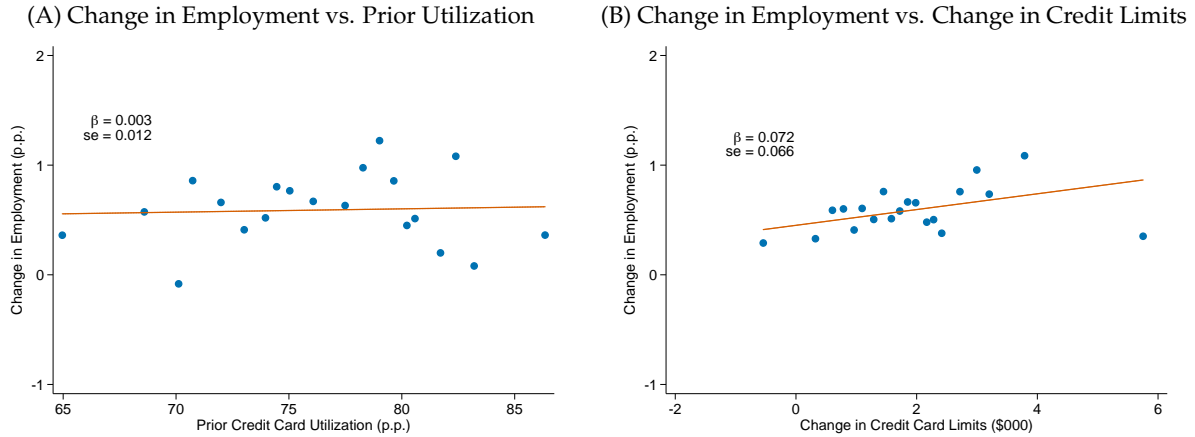 (A) Change in Employment vs. Prior Utilization
2
1
0
-1
Change in Employment (p.p.)
β = 0.003
se = 0.012
65 70 75 80 85
Prior Credit Card Utilization (p.p.)
(B) Change in Employment vs. Change in Credit Limits
2
1
0
-1
Change in Employment (p.p.)
β = 0.072
se = 0.066
-2 0 2 4 6
Change in Credit Card Limits ($000)